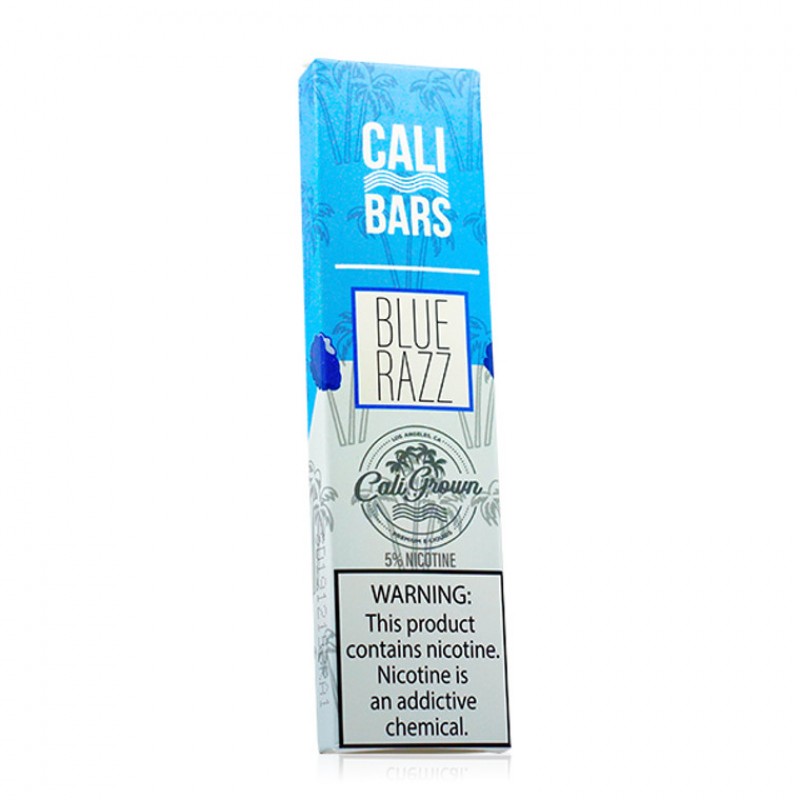 CALI
BARS
BLUE
RAZZ
LOS ANGELES, CA
Cali Grown
PREMIUM E-LIQUIDS
5% NICOTINE
WARNING:
This product
contains nicotine.
Nicotine is
an addictive
chemical.